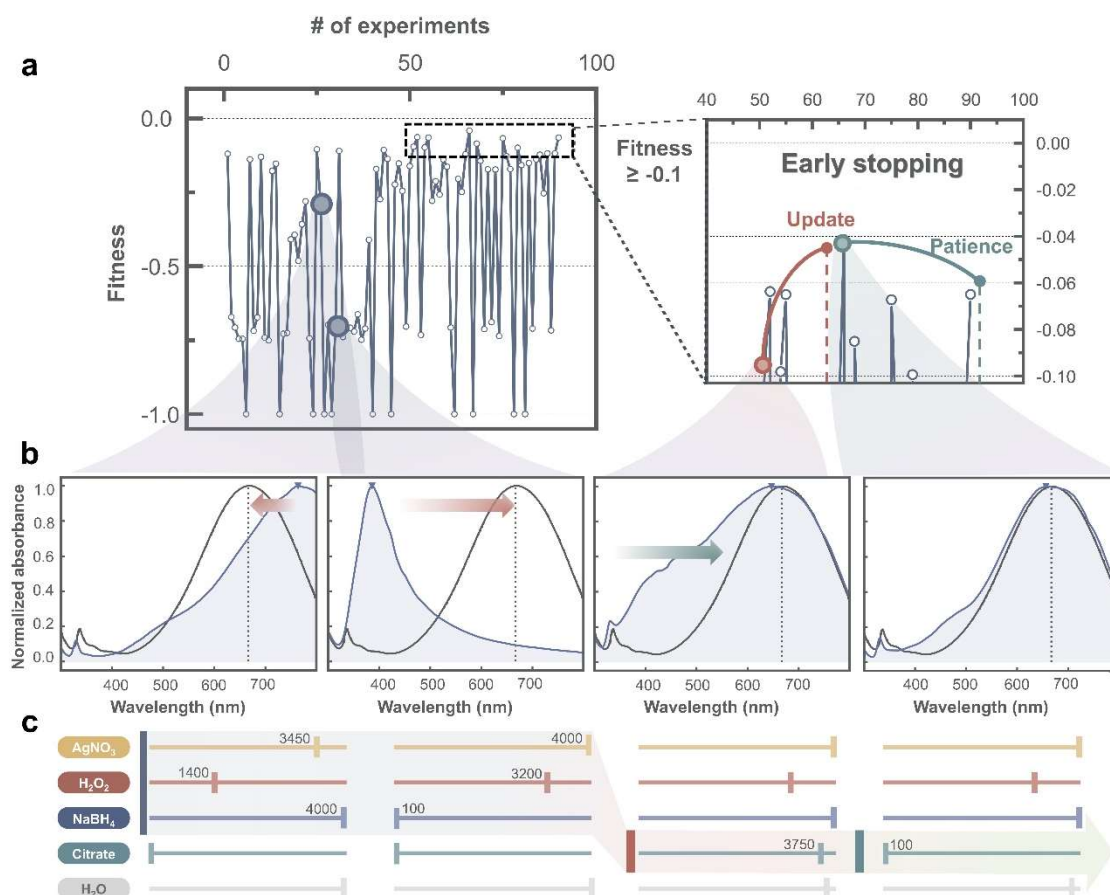 # of experiments
a
0 50 100
40 50 60 70 80 90 100
Fitness
0.0
-0.5
-1.0
Fitness
≥ -0.1
Early stopping
Update
Patience
0.00
-0.02
-0.04
-0.06
-0.08
-0.10
b
Normalized absorbance
1.0
0.8
0.6
0.4
0.2
0.0
400 500 600 700
400 500 600 700
400 500 600 700
400 500 600 700
Wavelength (nm)
Wavelength (nm)
Wavelength (nm)
Wavelength (nm)
c
AgNO₃ 3450 4000
H₂O₂ 1400 3200
NaBH₄ 4000 100
Citrate 3750 100
H₂O